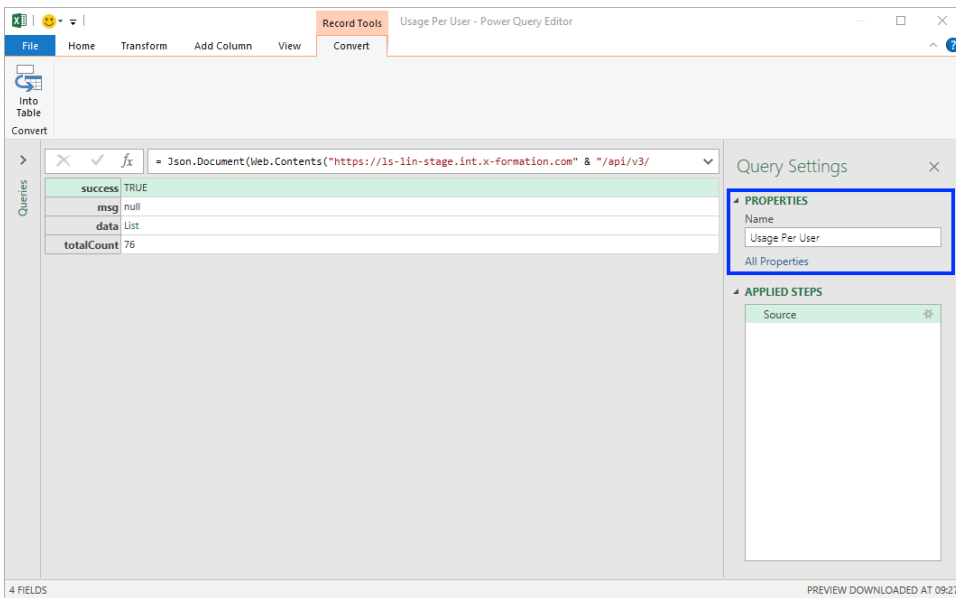 Record Tools
Usage Per User - Power Query Editor
File
Home
Transform
Add Column
View
Convert
Into
Table
Convert
fx
= Json.Document(Web.Contents("https://ls-lin-stage.int.x-formation.com" & "/api/v3/
Queries
success TRUE
msg null
data List
totalCount 76
Query Settings
PROPERTIES
Name
Usage Per User
All Properties
APPLIED STEPS
Source
4 FIELDS
PREVIEW DOWNLOADED AT 09:27